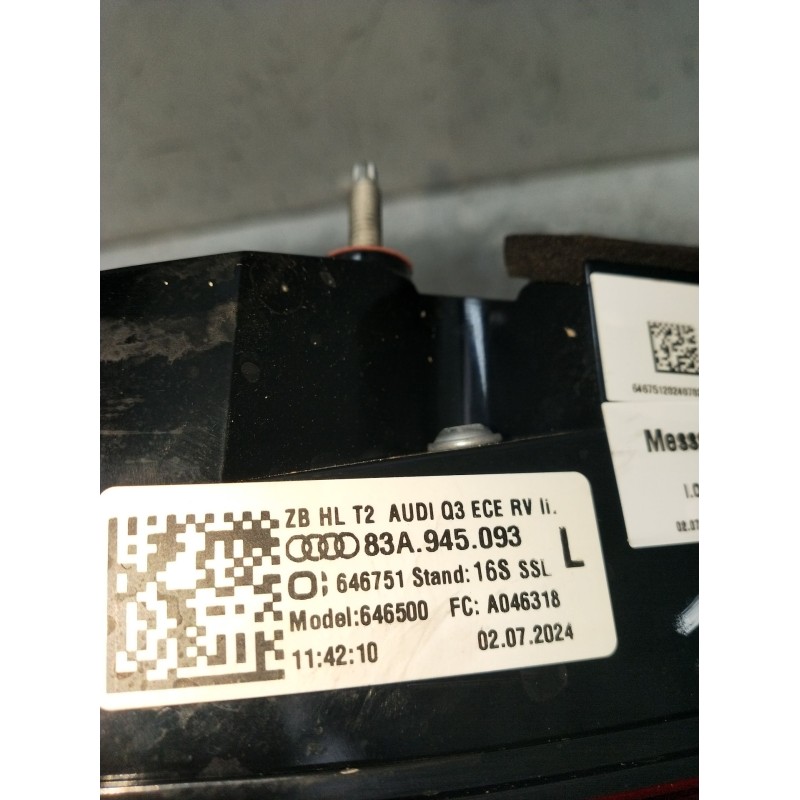 ZB HL T2 AUDI Q3 ECE RV li.
83A.945.093
L
646751 Stand: 16S SSL
Model:646500 FC: A046318
11:42:10 02.07.2024
Mess